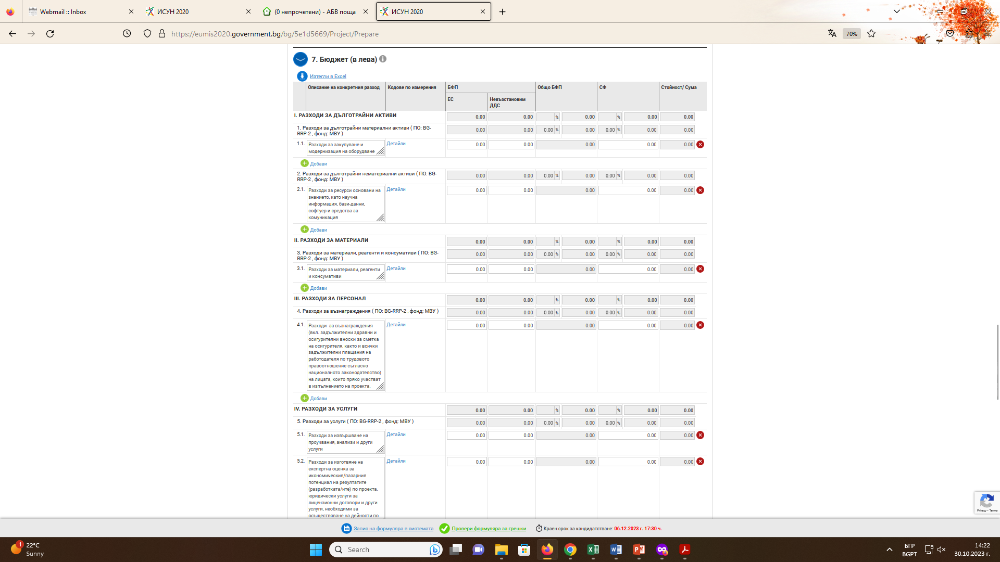 Webmail :: Inbox
ИСУН 2020
(0 непрочетени) - АБВ поща
ИСУН 2020
https://eumis2020.government.bg/bg/5e1d5669/Project/Prepare
70%
7. Бюджет (в лева)
Изтегли в Excel
Описание на конкретния разход Кодове по измерения БФП Общо БФП СФ Стойност/ Сума
ЕС Невъзстановим
ДДС
I. РАЗХОДИ ЗА ДЪЛГОТРАЙНИ АКТИВИ 0.00 0.00 % 0.00 % 0.00 0.00
1. Разходи за дълготрайни материални активи ( ПО: BG-
RRP-2 , фонд: МВУ ) 0.00 0.00 0.00 % 0.00 0.00 % 0.00 0.00
1.1. Разходи за закупуване и Детайли 0.00 0.00 0.00 0.00 0.00
модернизация на оборудване
Добави
2. Разходи за дълготрайни нематериални активи ( ПО: BG-
RRP-2 , фонд: МВУ ) 0.00 0.00 0.00 % 0.00 0.00 % 0.00 0.00
2.1. Разходи за ресурси основани на Детайли 0.00 0.00 0.00 0.00 0.00
знанието, като научна
информация, бази-данни,
софтуер и средства за
комуникация
Добави
II. РАЗХОДИ ЗА МАТЕРИАЛИ 0.00 0.00 % 0.00 % 0.00 0.00
3. Разходи за материали, реагенти и консумативи ( ПО: BG-
RRP-2 , фонд: МВУ ) 0.00 0.00 0.00 % 0.00 0.00 % 0.00 0.00
3.1. Разходи за материали, реагенти Детайли 0.00 0.00 0.00 0.00 0.00
и консумативи
Добави
III. РАЗХОДИ ЗА ПЕРСОНАЛ 0.00 0.00 % 0.00 % 0.00 0.00
4. Разходи за възнаграждения ( ПО: BG-RRP-2 , фонд: МВУ ) 0.00 0.00 0.00 % 0.00 0.00 % 0.00 0.00
4.1. Разходи за възнаграждения Детайли 0.00 0.00 0.00 0.00 0.00
(вкл. задължителни здравни и
осигурителни вноски за сметка
на осигурителя, както и всички
задължителни плащания на
работодателя по трудовото
правоотношение съгласно
националното законодателство)
на лицата, които пряко участват
в изпълнението на проекта.
Добави
IV. РАЗХОДИ ЗА УСЛУГИ 0.00 0.00 % 0.00 % 0.00 0.00
5. Разходи за услуги ( ПО: BG-RRP-2 , фонд: МВУ ) 0.00 0.00 0.00 % 0.00 0.00 % 0.00 0.00
5.1. Разходи за извършване на Детайли 0.00 0.00 0.00 0.00 0.00
проучвания, анализи и други
услуги
5.2. Разходи за изготвяне на Детайли 0.00 0.00 0.00 0.00 0.00
експертна оценка за
икономическия/пазарния
потенциал на резултатите
(разработката/ите) по проекта,
юридически услуги за
лицензионни договори и други
услуги, необходими за
осъществяване на дейности по
Privacy - Terms
Запис на формуляра в системата Провери формуляра за грешки Краен срок за кандидатстване: 06.12.2023 г. 17:30 ч.
1
22°C
Sunny
Search
БГР
BGPT
14:22
30.10.2023 г.